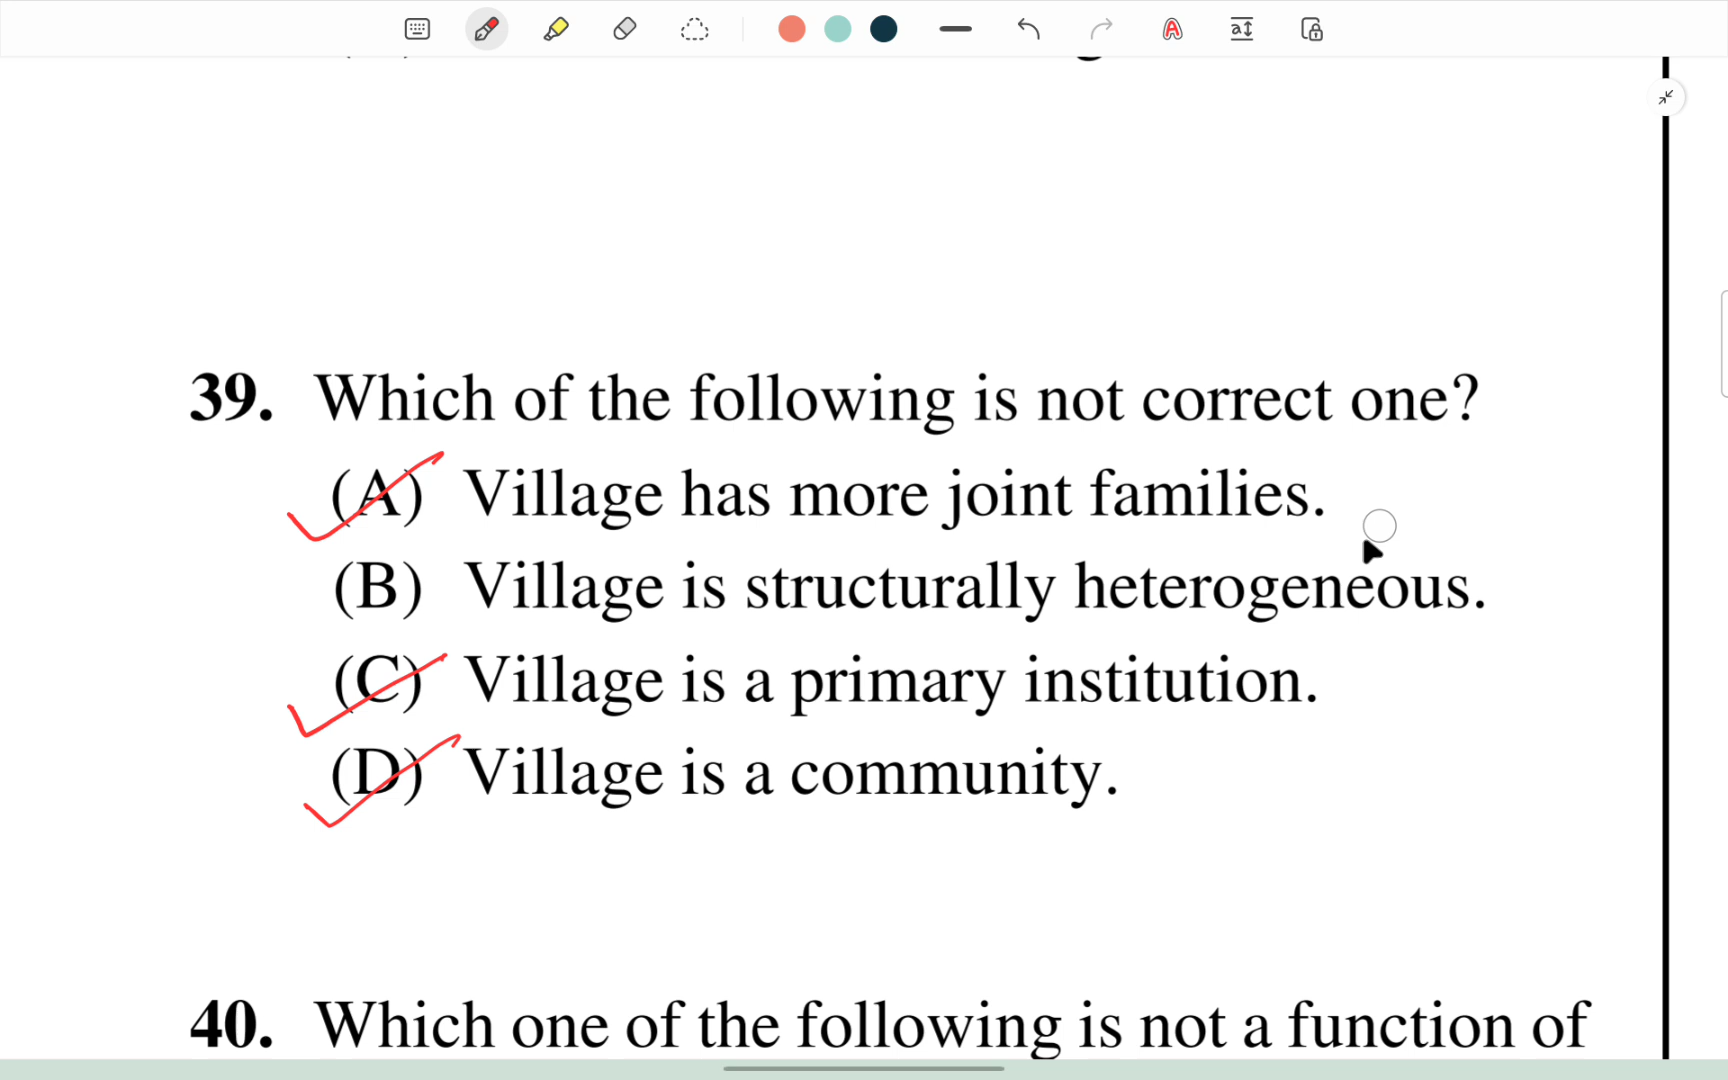 39. Which of the following is not correct one?
(A) Village has more joint families.
(B) Village is structurally heterogeneous.
(C) Village is a primary institution.
(D) Village is a community.
40. Which one of the following is not a function of